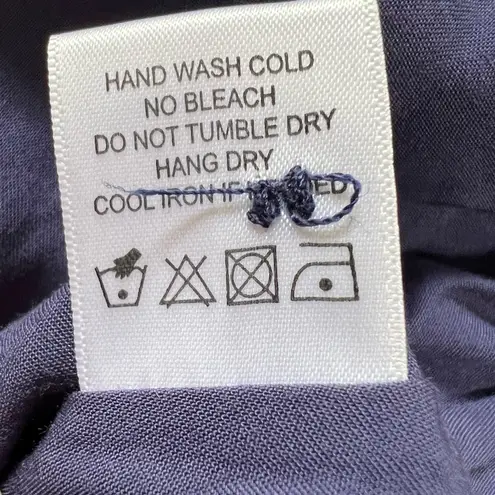 HAND WASH COLD
NO BLEACH
DO NOT TUMBLE DRY
HANG DRY
COOL IRON IF